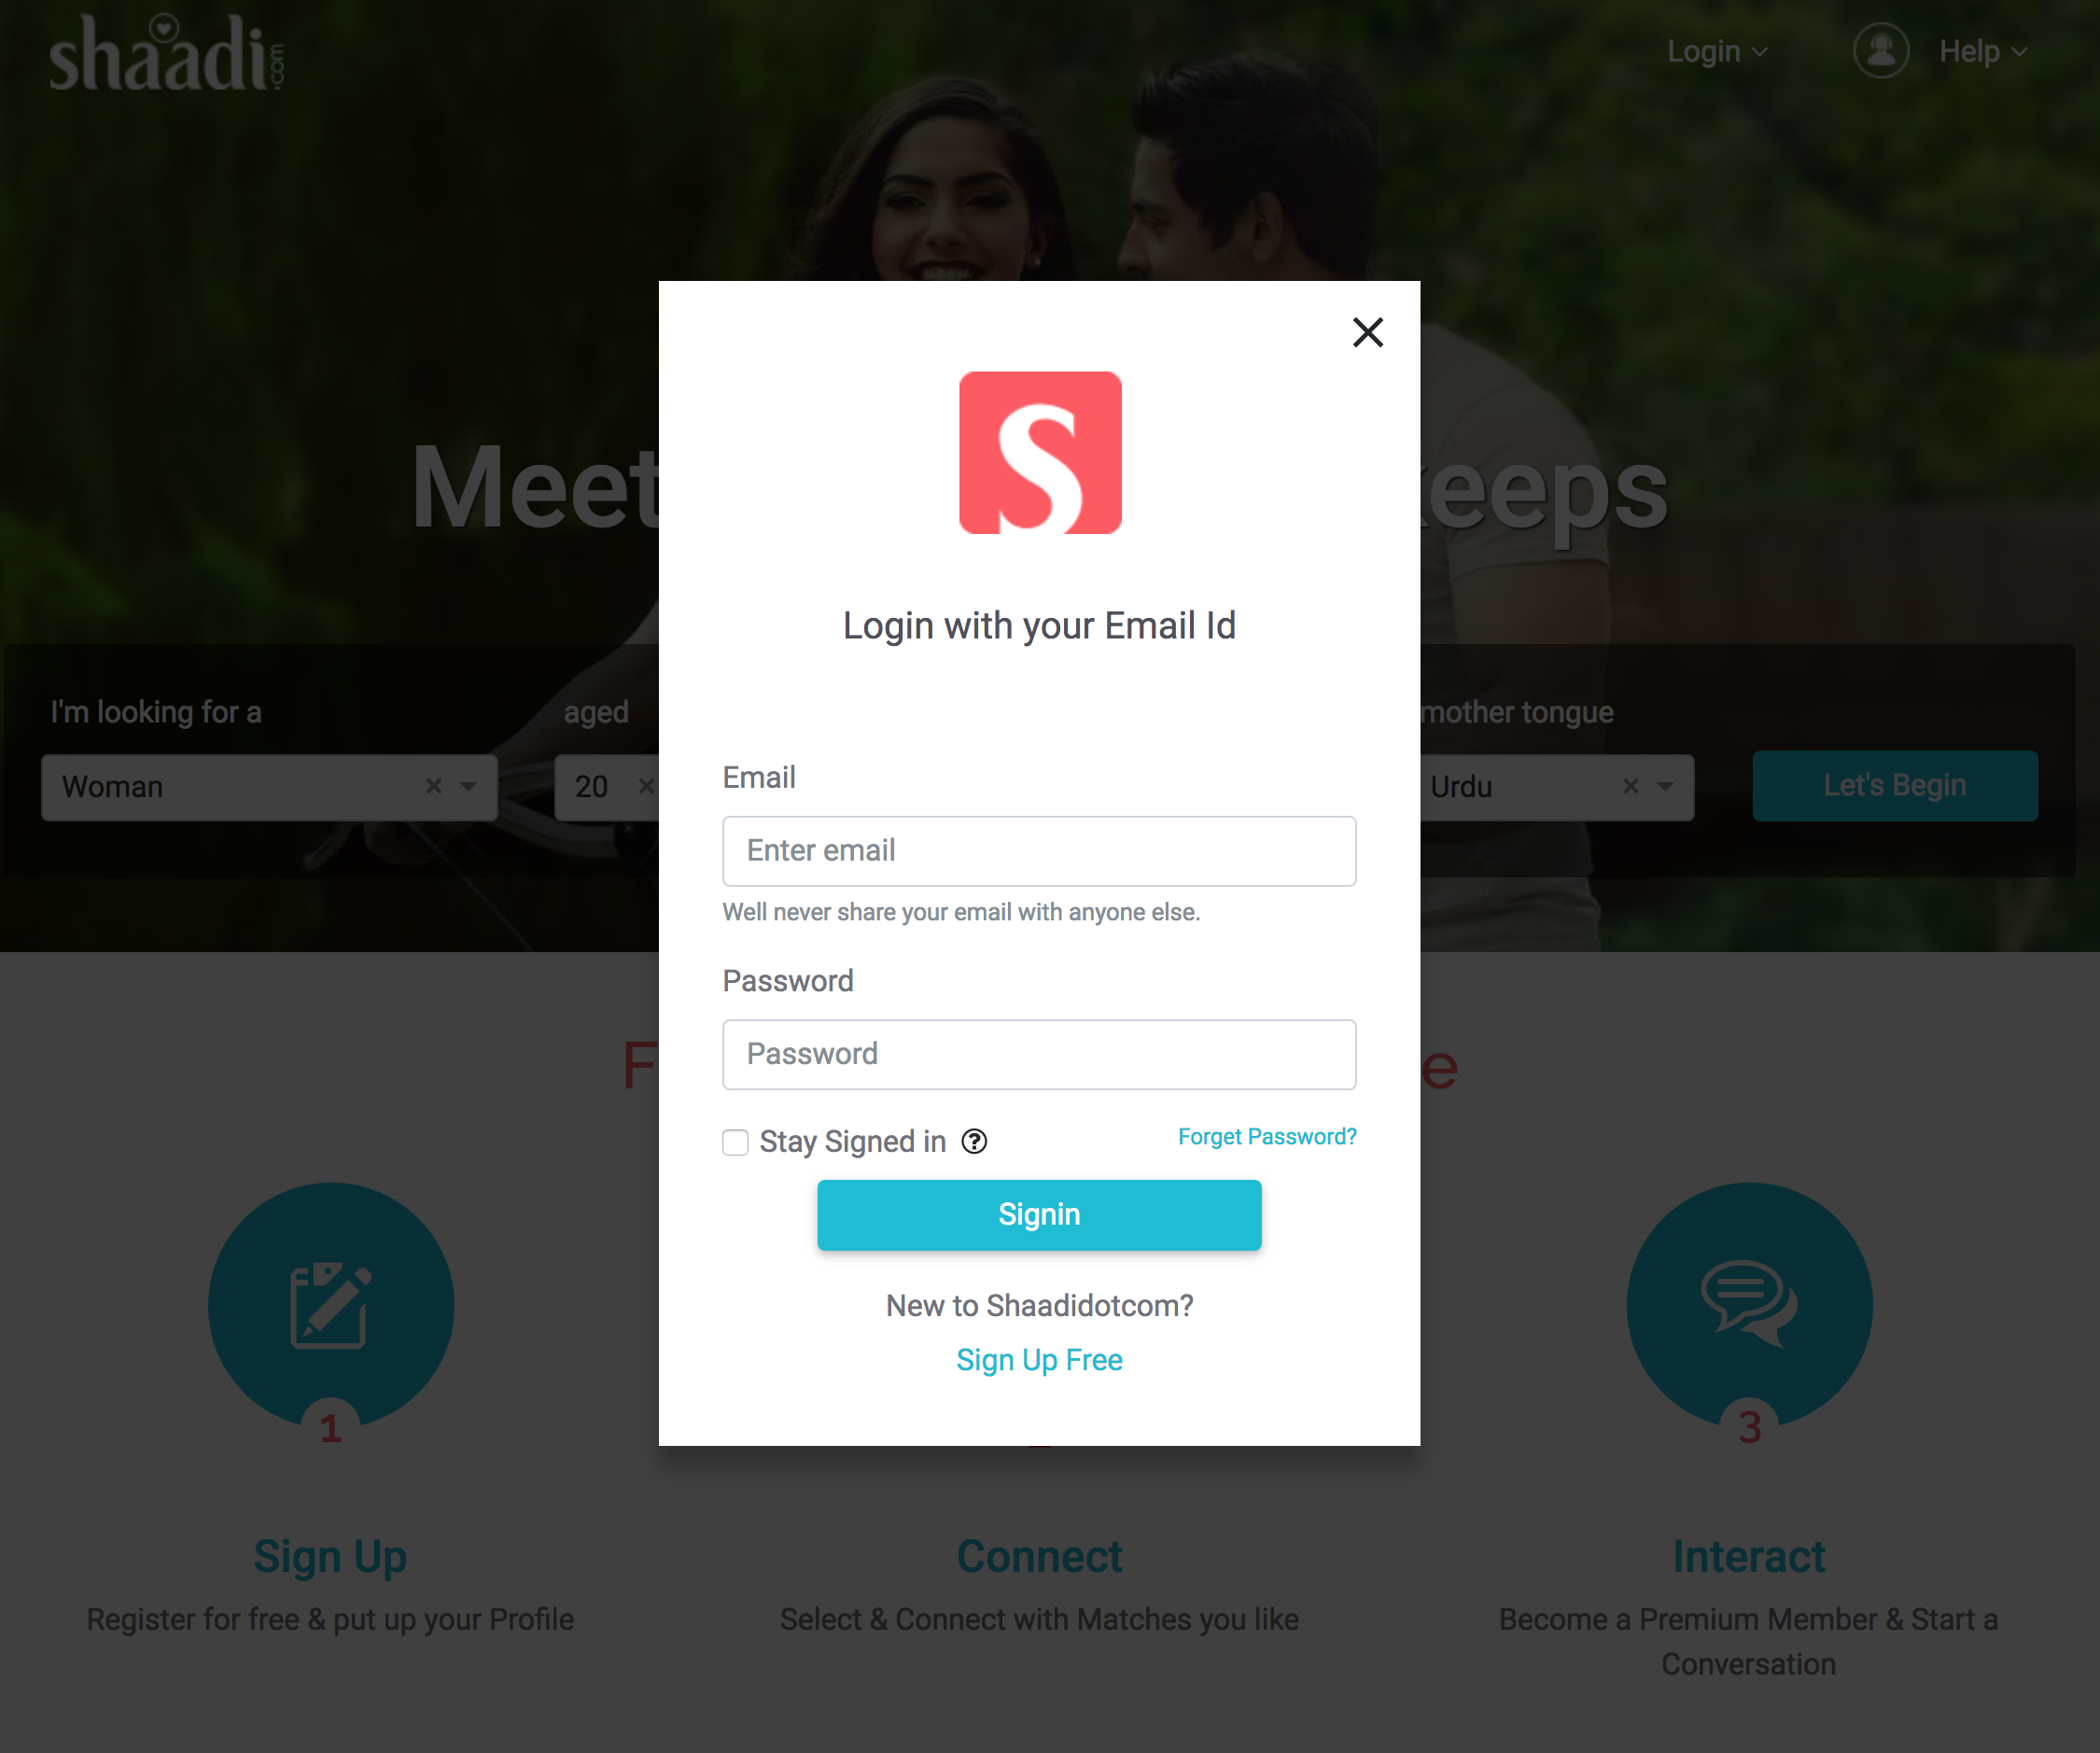 shaadi.com
Login
Help
Meet
keeps
I'm looking for a
aged
mother tongue
Woman
20
Urdu
Let's Begin
S
Login with your Email Id
Email
Enter email
Well never share your email with anyone else.
Password
Password
Stay Signed in
Forget Password?
Signin
New to Shaadidotcom?
Sign Up Free
F
e
1
3
Sign Up
Connect
Interact
Register for free & put up your Profile
Select & Connect with Matches you like
Become a Premium Member & Start a
Conversation